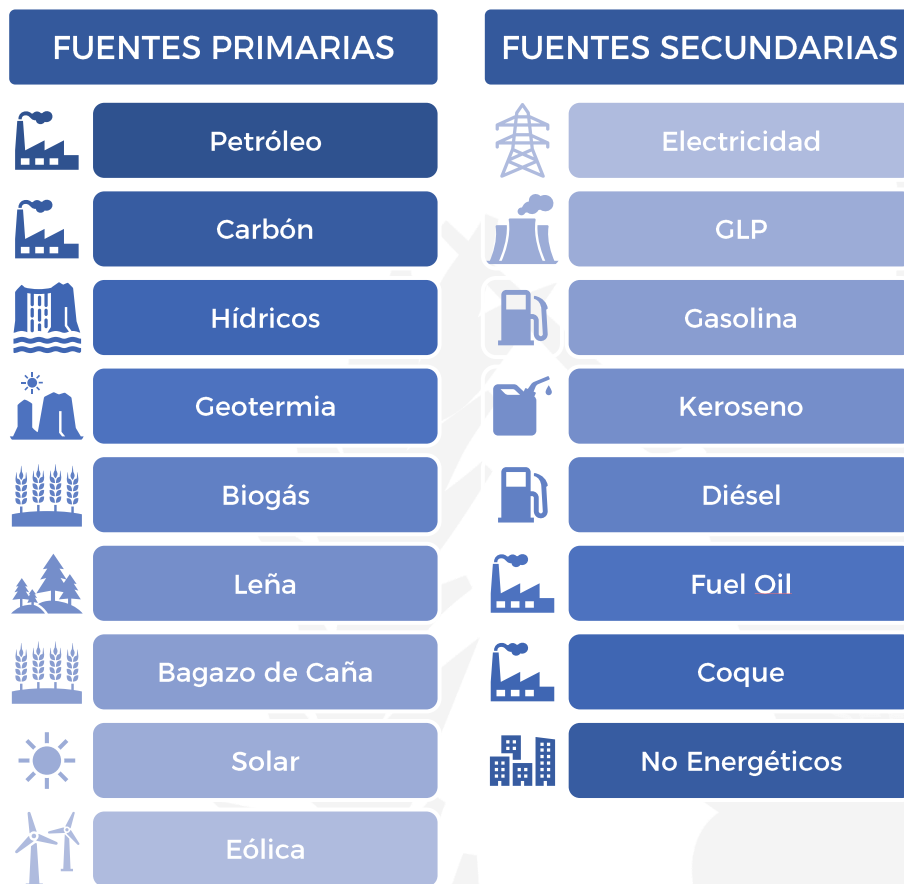 FUENTES PRIMARIAS
Petróleo
Carbón
Hídricos
Geotermia
Biogás
Leña
Bagazo de Caña
Solar
Eólica
FUENTES SECUNDARIAS
Electricidad
GLP
Gasolina
Keroseno
Diésel
Fuel Oil
Coque
No Energéticos